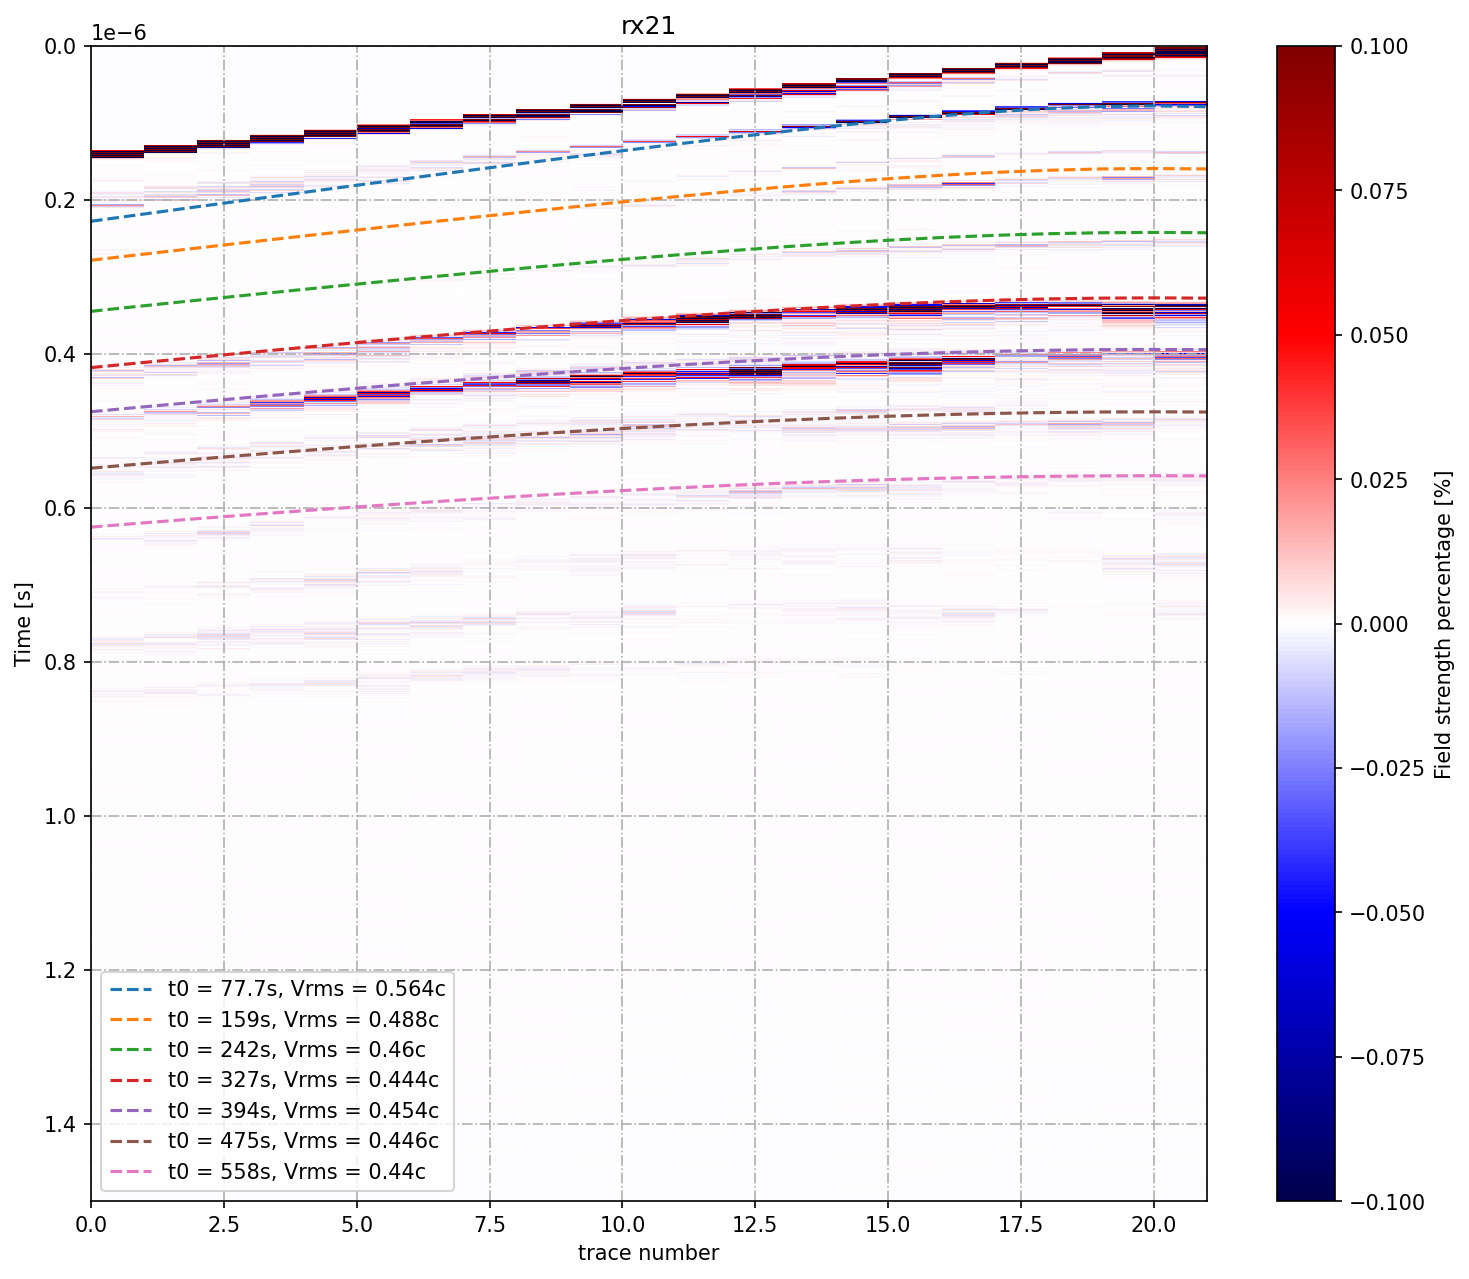 rx21
1e−6
0.0
0.2
0.4
0.6
0.8
1.0
1.2
1.4
Time [s]
t0 = 77.7s, Vrms = 0.564c
t0 = 159s, Vrms = 0.488c
t0 = 242s, Vrms = 0.46c
t0 = 327s, Vrms = 0.444c
t0 = 394s, Vrms = 0.454c
t0 = 475s, Vrms = 0.446c
t0 = 558s, Vrms = 0.44c
0.0 2.5 5.0 7.5 10.0 12.5 15.0 17.5 20.0
trace number
0.100
0.075
0.050
0.025
0.000
−0.025
−0.050
−0.075
−0.100
Field strength percentage [%]